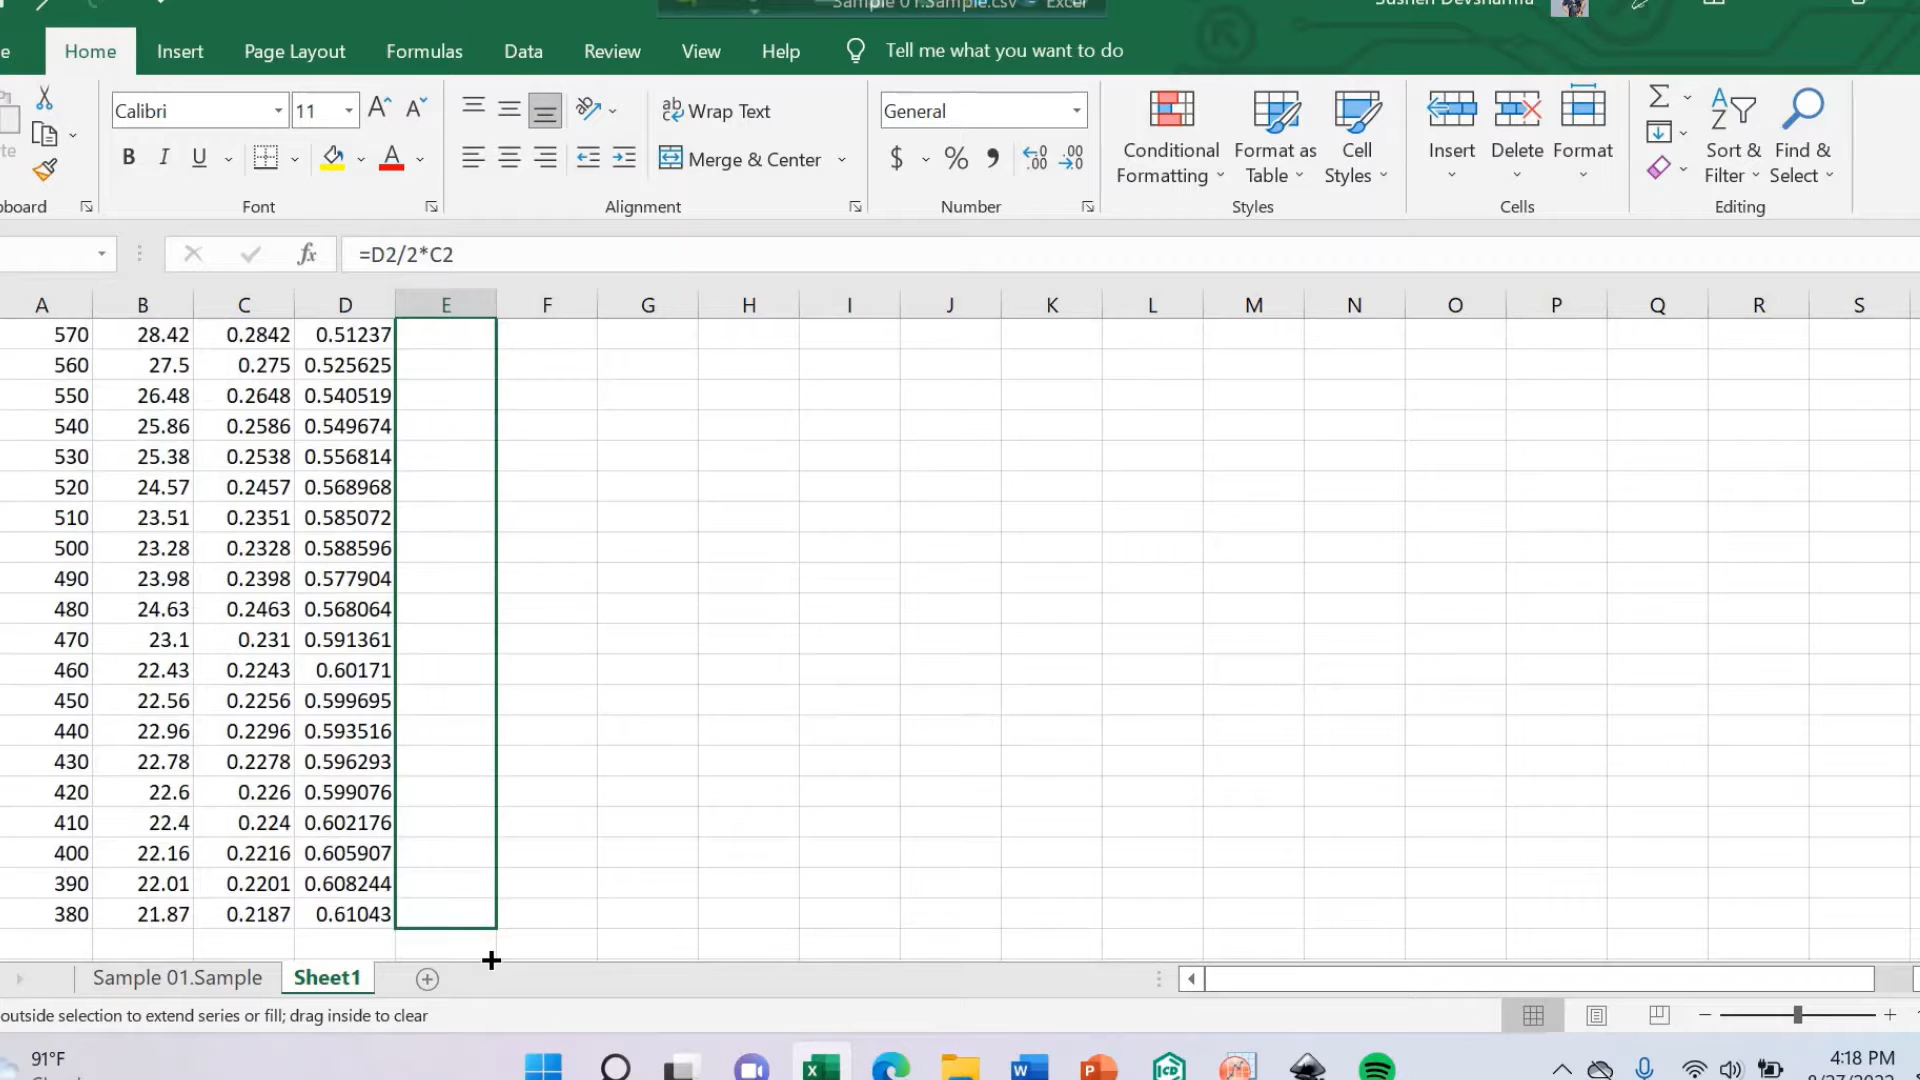 Sample 01.Sample.csv - Excel
Sushen Devsharma
Home Insert Page Layout Formulas Data Review View Help Tell me what you want to do
Calibri 11 Wrap Text General Conditional Formatting Format as Table Cell Styles Insert Delete Format Sort & Filter Find & Select
B I U A Merge & Center $ %
Font Alignment Number Styles Cells Editing
fx =D2/2*C2
A B C D E F G H I J K L M N O P Q R S
570 28.42 0.2842 0.51237
560 27.5 0.275 0.525625
550 26.48 0.2648 0.540519
540 25.86 0.2586 0.549674
530 25.38 0.2538 0.556814
520 24.57 0.2457 0.568968
510 23.51 0.2351 0.585072
500 23.28 0.2328 0.588596
490 23.98 0.2398 0.577904
480 24.63 0.2463 0.568064
470 23.1 0.231 0.591361
460 22.43 0.2243 0.60171
450 22.56 0.2256 0.599695
440 22.96 0.2296 0.593516
430 22.78 0.2278 0.596293
420 22.6 0.226 0.599076
410 22.4 0.224 0.602176
400 22.16 0.2216 0.605907
390 22.01 0.2201 0.608244
380 21.87 0.2187 0.61043
Sample 01.Sample Sheet1
outside selection to extend series or fill; drag inside to clear
91°F
4:18 PM